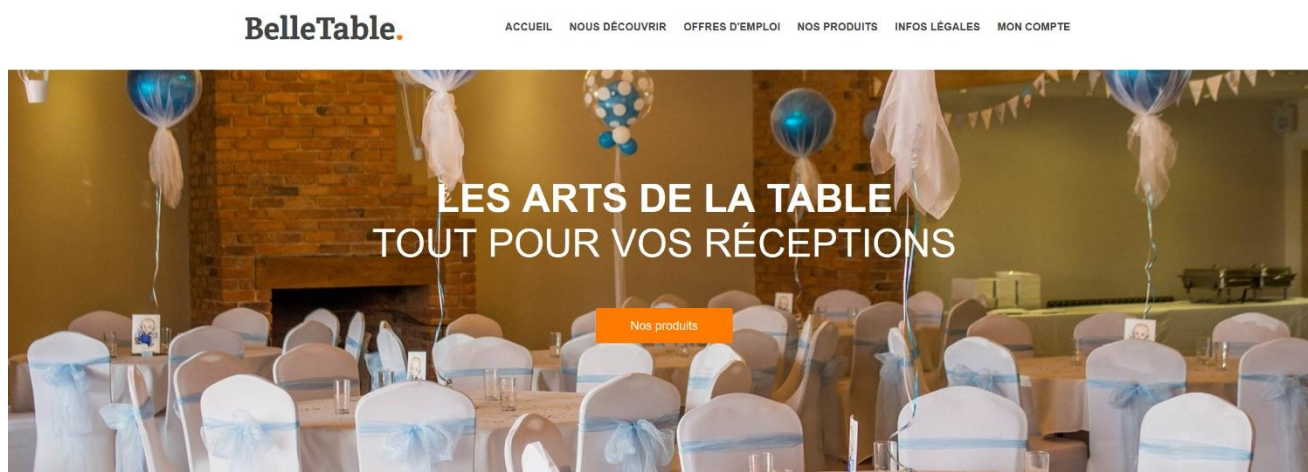 BelleTable.
ACCUEIL NOUS DÉCOUVRIR OFFRES D'EMPLOI NOS PRODUITS INFOS LÉGALES MON COMPTE
LES ARTS DE LA TABLE
TOUT POUR VOS RÉCEPTIONS
Nos produits